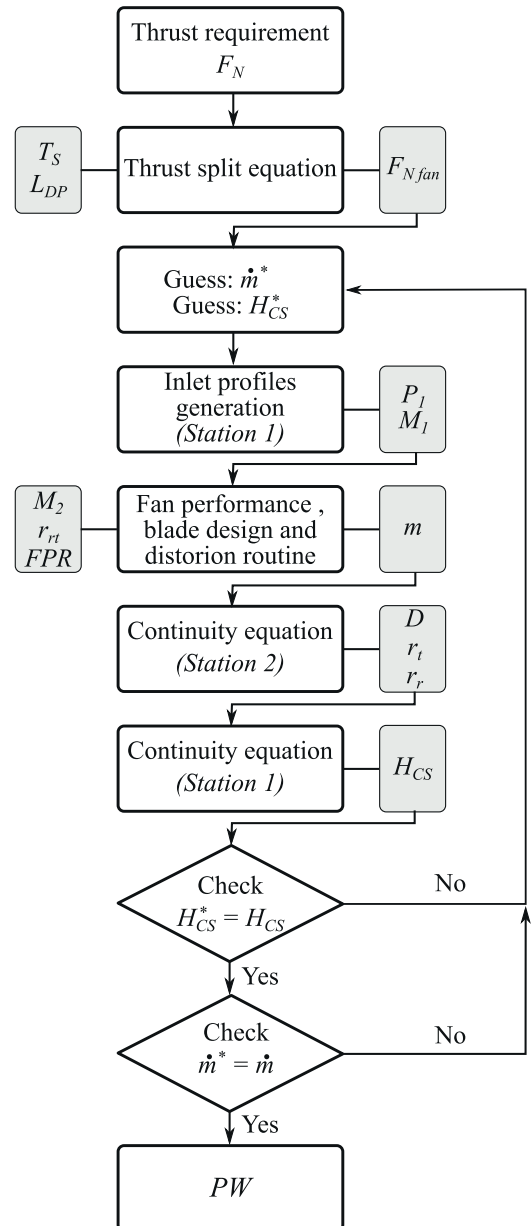 Thrust requirement
F_N
T_S
L_DP
Thrust split equation
F_N fan
Guess: ṁ*
Guess: H*_CS
Inlet profiles
generation
(Station 1)
P_1
M_1
M_2
r_rt
FPR
Fan performance ,
blade design and
distorion routine
m
Continuity equation
(Station 2)
D
r_t
r_r
Continuity equation
(Station 1)
H_CS
Check
H*_CS = H_CS
No
Yes
Check
ṁ* = ṁ
No
Yes
PW